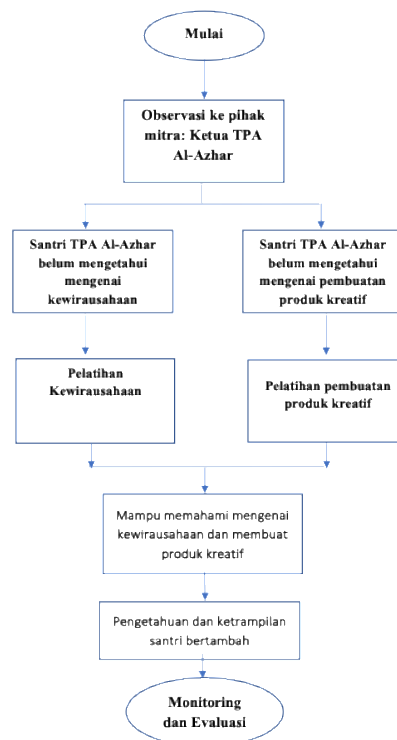 Mulai
Observasi ke pihak
mitra: Ketua TPA
Al-Azhar
Santri TPA Al-Azhar
belum mengetahui
mengenai
kewirausahaan
Santri TPA Al-Azhar
belum mengetahui
mengenai pembuatan
produk kreatif
Pelatihan
Kewirausahaan
Pelatihan pembuatan
produk kreatif
Mampu memahami mengenai
kewirausahaan dan membuat
produk kreatif
Pengetahuan dan ketrampilan
santri bertambah
Monitoring
dan Evaluasi